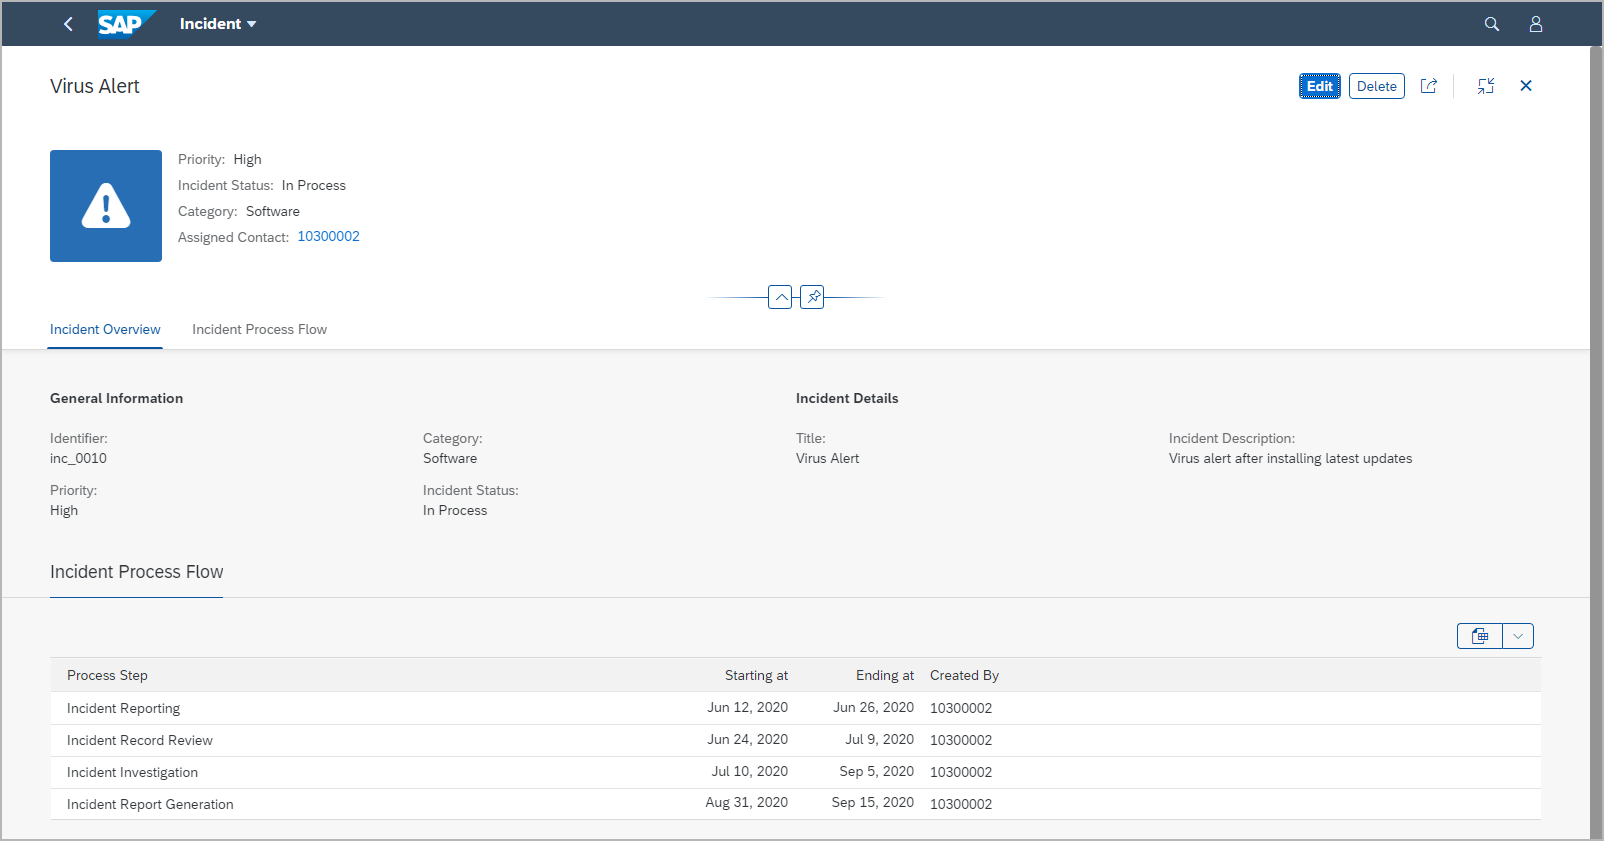 SAP Incident
Virus Alert
Edit Delete
Priority: High
Incident Status: In Process
Category: Software
Assigned Contact: 10300002
Incident Overview Incident Process Flow
General Information Incident Details
Identifier: Category: Title: Incident Description:
inc_0010 Software Virus Alert Virus alert after installing latest updates
Priority: Incident Status:
High In Process
Incident Process Flow
Process Step Starting at Ending at Created By
Incident Reporting Jun 12, 2020 Jun 26, 2020 10300002
Incident Record Review Jun 24, 2020 Jul 9, 2020 10300002
Incident Investigation Jul 10, 2020 Sep 5, 2020 10300002
Incident Report Generation Aug 31, 2020 Sep 15, 2020 10300002